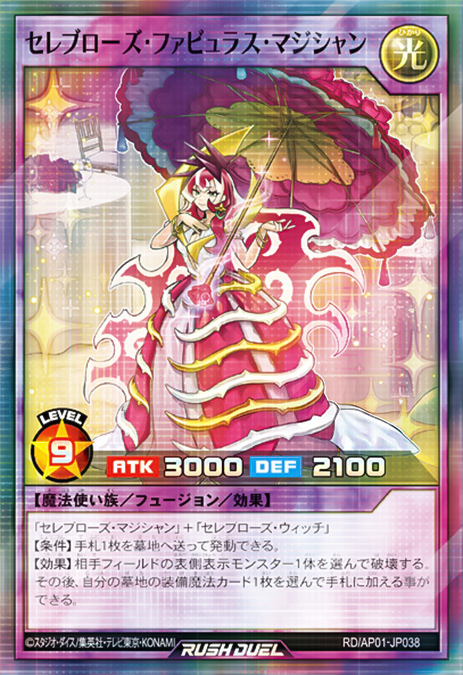 セレブローズ・ファビュラス・マジシャン
ひかり
光
LEVEL
9
ATK 3000 DEF 2100
【魔法使い族／フュージョン／効果】
「セレブローズ・マジシャン」＋「セレブローズ・ウィッチ」
【条件】手札1枚を墓地へ送って発動できる。
【効果】相手フィールドの表側表示モンスター1体を選んで破壊する。
その後、自分の墓地の装備魔法カード1枚を選んで手札に加える事が
できる。
©スタジオ・ダイス/集英社・テレビ東京・KONAMI
RUSH DUEL
RD/AP01-JP038